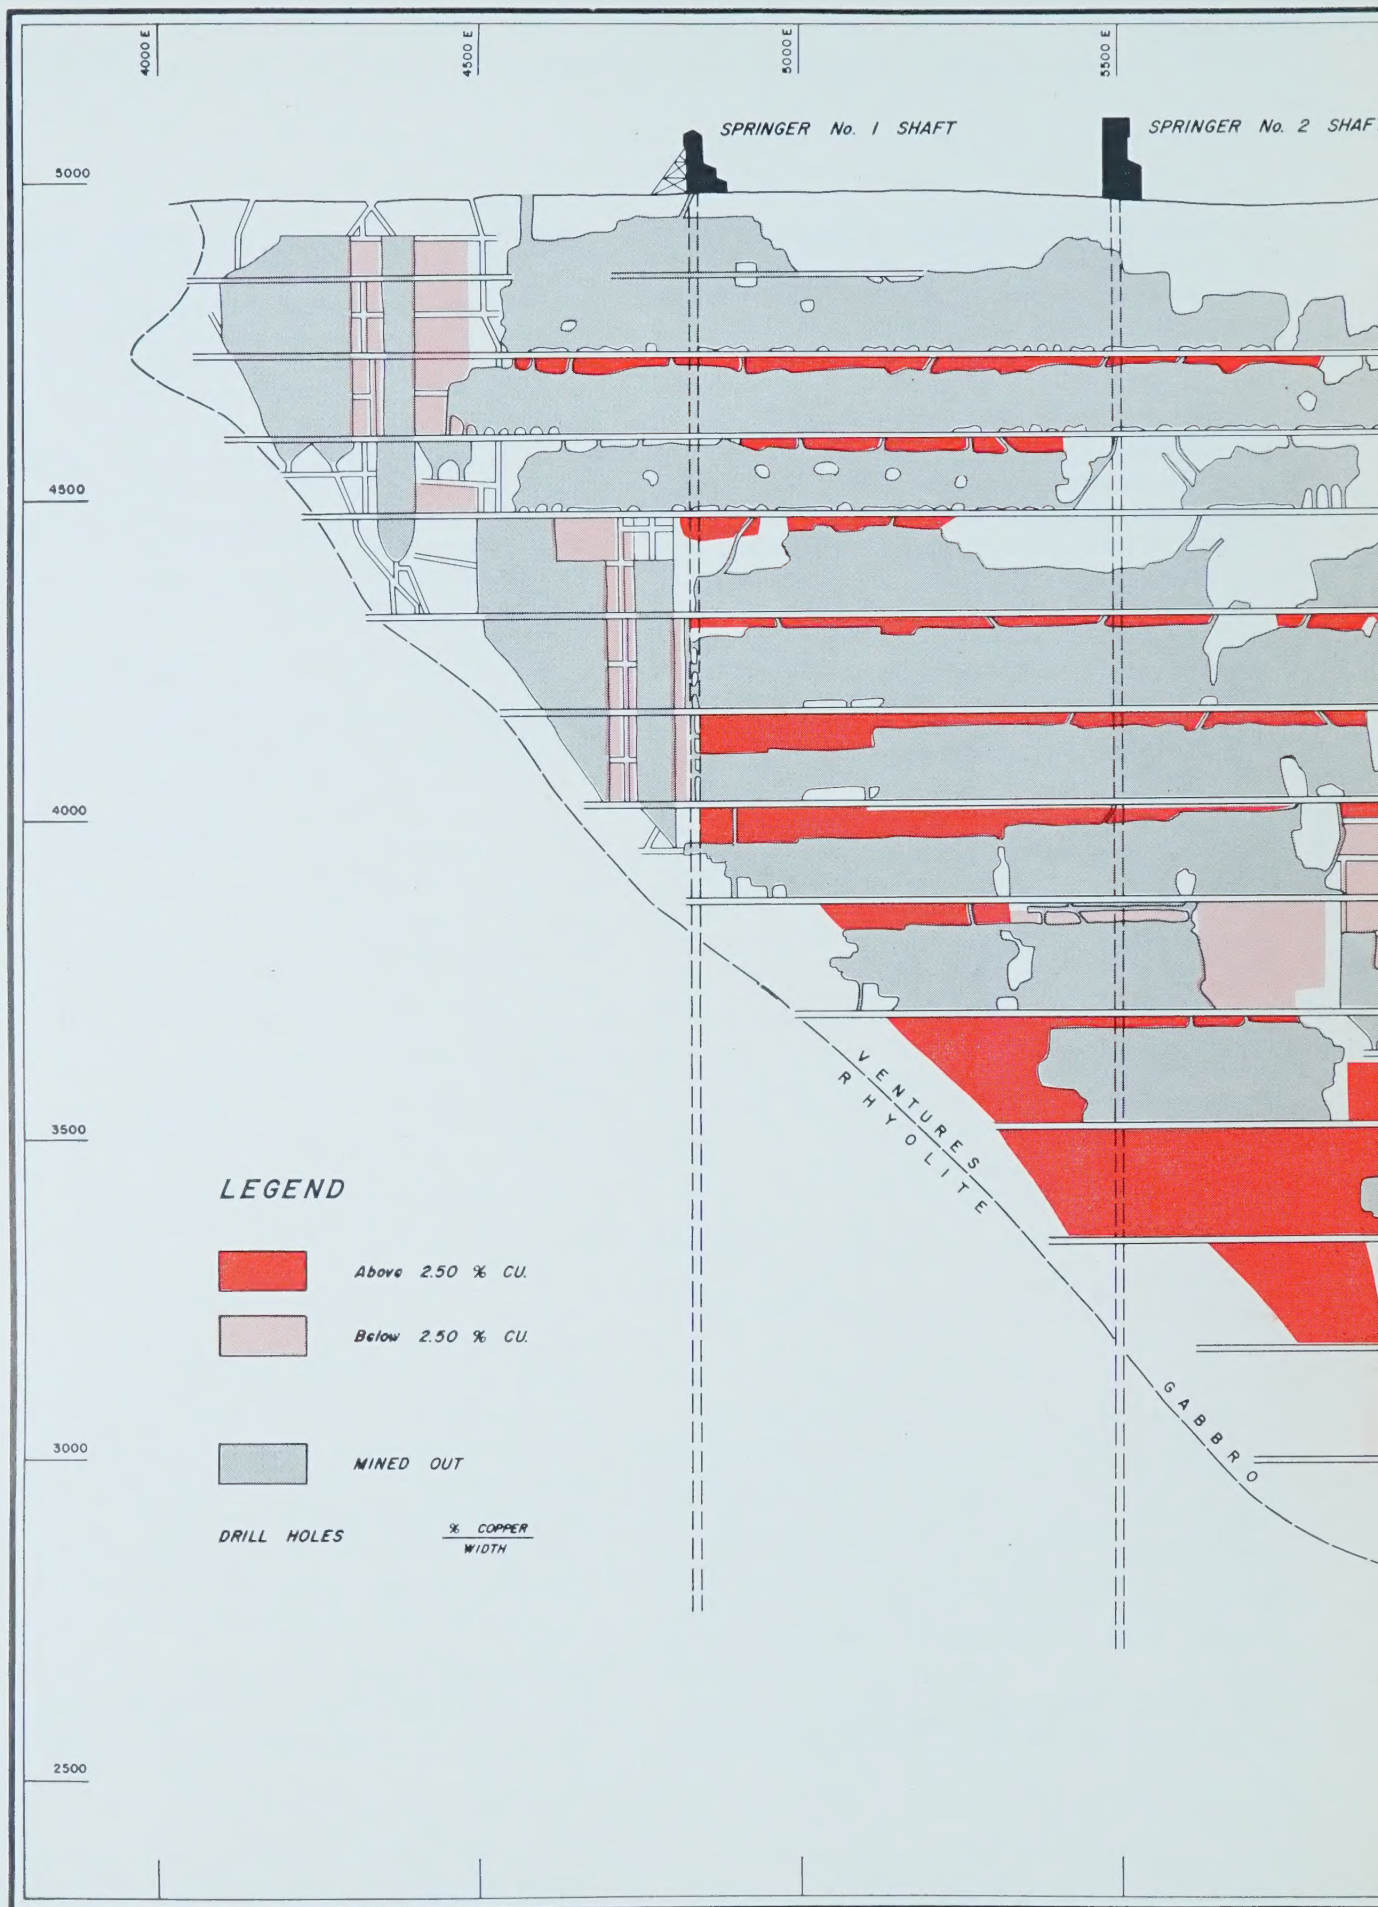 4000 E
4500 E
5000 E
5500 E
SPRINGER No. 1 SHAFT
SPRINGER No. 2 SHAF
5000
4500
4000
3500
3000
2500
VENTURES
RHYOLITE
GABBRO
LEGEND
Above 2.50 % CU.
Below 2.50 % CU.
MINED OUT
DRILL HOLES % COPPER
WIDTH